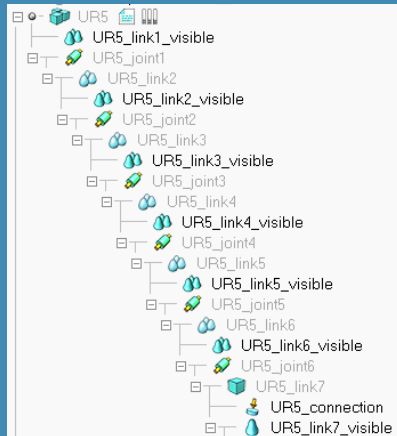 UR5
UR5_link1_visible
UR5_joint1
UR5_link2
UR5_link2_visible
UR5_joint2
UR5_link3
UR5_link3_visible
UR5_joint3
UR5_link4
UR5_link4_visible
UR5_joint4
UR5_link5
UR5_link5_visible
UR5_joint5
UR5_link6
UR5_link6_visible
UR5_joint6
UR5_link7
UR5_connection
UR5_link7_visible